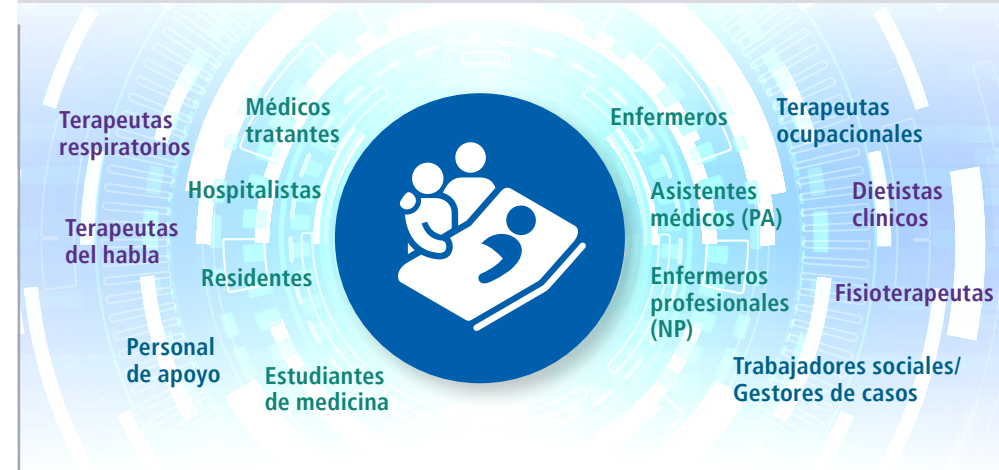 Terapeutas
respiratorios
Médicos
tratantes
Enfermeros
Terapeutas
ocupacionales
Hospitalistas
Asistentes
médicos (PA)
Dietistas
clínicos
Terapeutas
del habla
Residentes
Enfermeros
profesionales
(NP)
Fisioterapeutas
Personal
de apoyo
Estudiantes
de medicina
Trabajadores sociales/
Gestores de casos